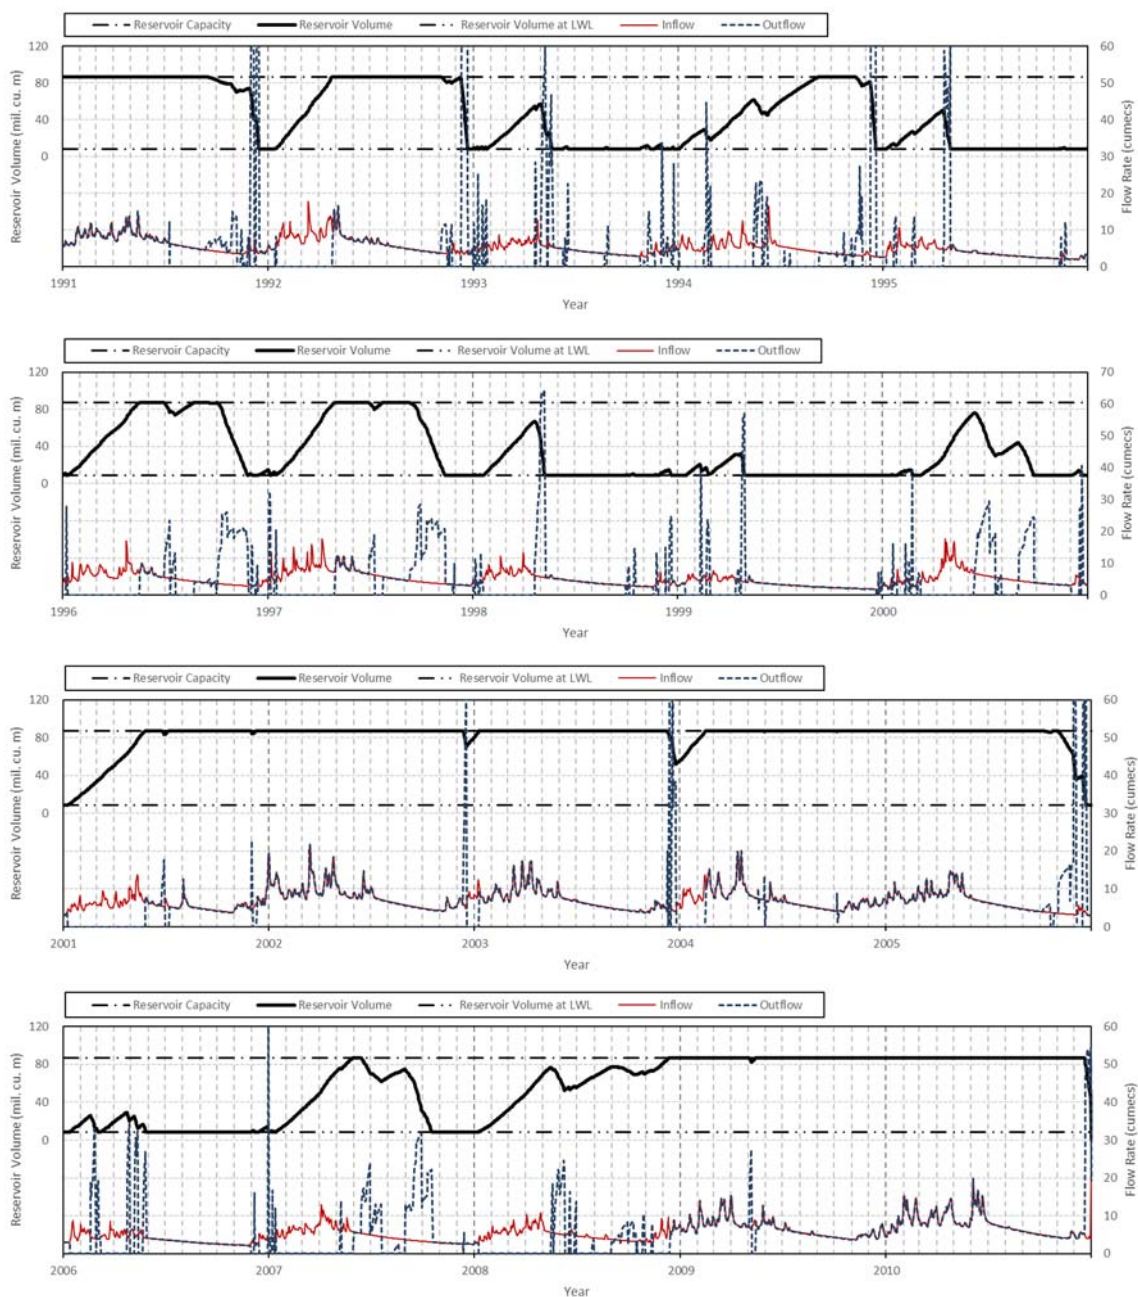 Reservoir Capacity Reservoir Volume Reservoir Volume at LWL Inflow Outflow
Reservoir Volume (mil. cu. m)
120
80
40
0
Flow Rate (cumecs)
60
50
40
30
20
10
0
1991 1992 1993 1994 1995
Year
Reservoir Capacity Reservoir Volume Reservoir Volume at LWL Inflow Outflow
Reservoir Volume (mil. cu. m)
120
80
40
0
Flow Rate (cumecs)
70
60
50
40
30
20
10
0
1996 1997 1998 1999 2000
Year
Reservoir Capacity Reservoir Volume Reservoir Volume at LWL Inflow Outflow
Reservoir Volume (mil. cu. m)
120
80
40
0
Flow Rate (cumecs)
60
50
40
30
20
10
0
2001 2002 2003 2004 2005
Year
Reservoir Capacity Reservoir Volume Reservoir Volume at LWL Inflow Outflow
Reservoir Volume (mil. cu. m)
120
80
40
0
Flow Rate (cumecs)
60
50
40
30
20
10
0
2006 2007 2008 2009 2010
Year